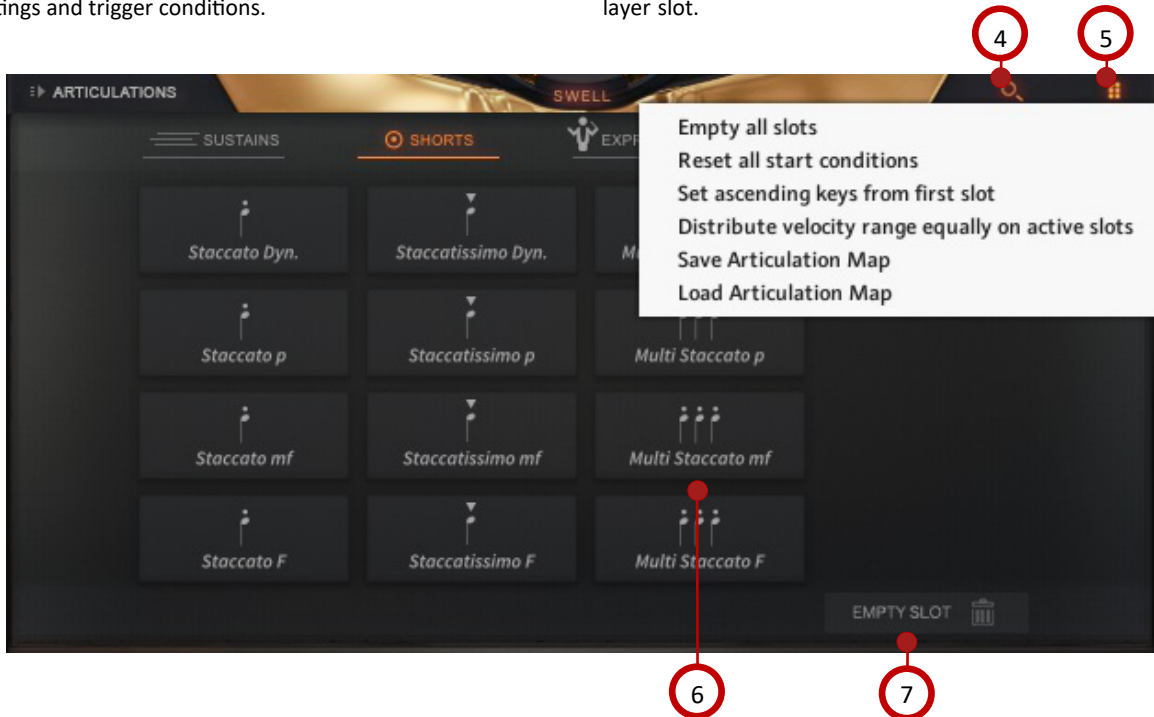 tings and trigger conditions.
layer slot.
4
5
ARTICULATIONS
SWELL
SUSTAINS
SHORTS
EXPR
Empty all slots
Reset all start conditions
Set ascending keys from first slot
Distribute velocity range equally on active slots
Save Articulation Map
Load Articulation Map
Staccato Dyn.
Staccatissimo Dyn.
Staccato p
Staccatissimo p
Multi Staccato p
Staccato mf
Staccatissimo mf
Multi Staccato mf
Staccato F
Staccatissimo F
Multi Staccato F
EMPTY SLOT
6
7